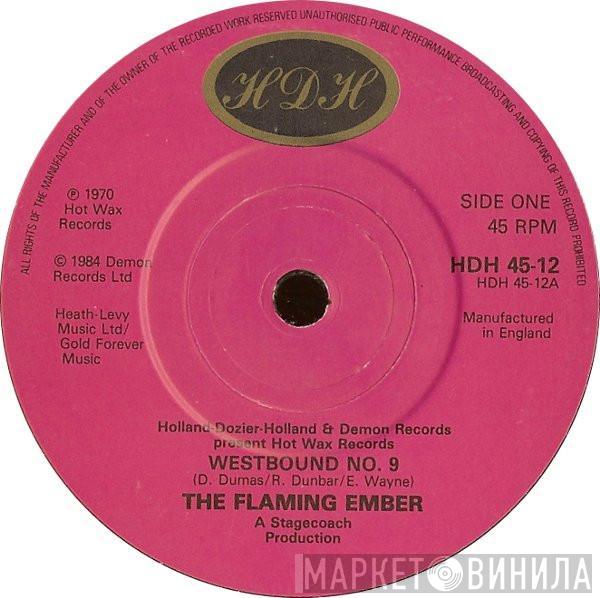 ALL RIGHTS OF THE MANUFACTURER AND OF THE OWNER OF THE RECORDED WORK RESERVED UNAUTHORISED PUBLIC PERFORMANCE BROADCASTING AND COPYING OF THIS RECORD PROHIBITED
HDH
℗ 1970
Hot Wax
Records
SIDE ONE
45 RPM
© 1984 Demon
Records Ltd
HDH 45-12
HDH 45-12A
Heath-Levy
Music Ltd/
Gold Forever
Music
Manufactured
in England
Holland-Dozier-Holland & Demon Records
present Hot Wax Records
WESTBOUND NO. 9
(D. Dumas/R. Dunbar/E. Wayne)
THE FLAMING EMBER
A Stagecoach
Production
МАРКЕТ ВИНИЛА